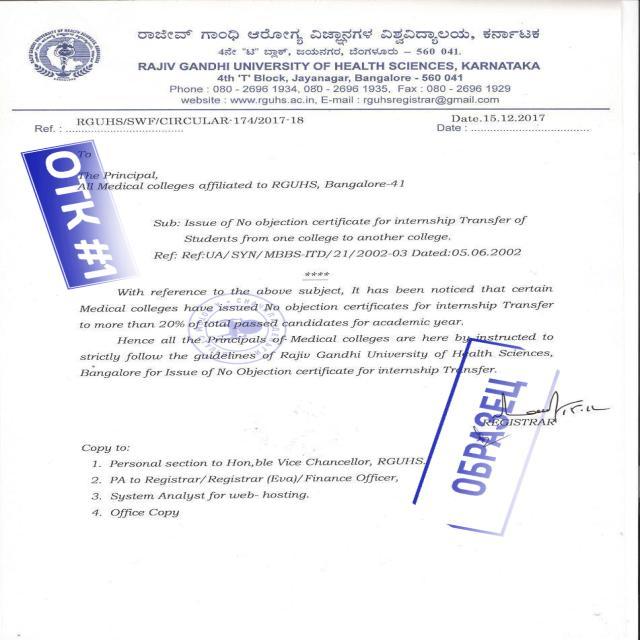 ರಾಜೀವ್ ಗಾಂಧಿ ಆರೋಗ್ಯ ವಿಜ್ಞಾನಗಳ ವಿಶ್ವವಿದ್ಯಾಲಯ, ಕರ್ನಾಟಕ
4ನೇ "ಟಿ" ಬ್ಲಾಕ್, ಜಯನಗರ, ಬೆಂಗಳೂರು - 560 041.
RAJIV GANDHI UNIVERSITY OF HEALTH SCIENCES, KARNATAKA
4th 'T' Block, Jayanagar, Bangalore - 560 041
Phone : 080 - 2696 1934, 080 - 2696 1935, Fax : 080 - 2696 1929
website : www.rguhs.ac.in, E-mail : rguhsregistrar@gmail.com
RGUHS/SWF/CIRCULAR-174/2017-18 Date.15.12.2017
Ref. : Date :
To
The Principal,
All Medical colleges affiliated to RGUHS, Bangalore-41
ОТК #1
Sub: Issue of No objection certificate for internship Transfer of
Students from one college to another college.
Ref: Ref:UA/SYN/MBBS-ITD/21/2002-03 Dated:05.06.2002
****
With reference to the above subject, It has been noticed that certain
Medical colleges have issued No objection certificates for internship Transfer
to more than 20% of total passed candidates for academic year.
Hence all the Principals of Medical colleges are here by instructed to
strictly follow the guidelines of Rajiv Gandhi University of Health Sciences,
Bangalore for Issue of No Objection certificate for internship Transfer.
REGISTRAR
ОБРАЗЕЦ
Copy to:
1. Personal section to Hon,ble Vice Chancellor, RGUHS.
2. PA to Registrar/Registrar (Eva)/Finance Officer,
3. System Analyst for web- hosting.
4. Office Copy